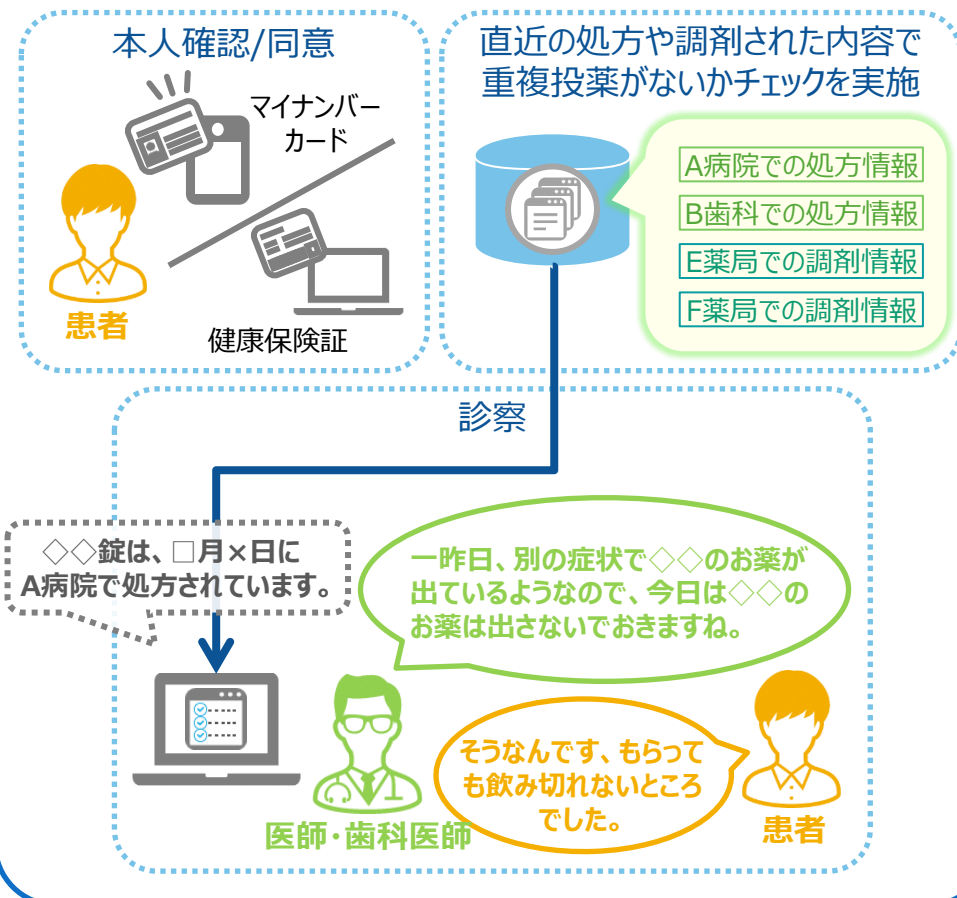 本人確認/同意
マイナンバー
カード
患者
健康保険証
直近の処方や調剤された内容で
重複投薬がないかチェックを実施
A病院での処方情報
B歯科での処方情報
E薬局での調剤情報
F薬局での調剤情報
診察
◇◇錠は、□月×日に
A病院で処方されています。
一昨日、別の症状で◇◇のお薬が
出ているようなので、今日は◇◇の
お薬は出さないでおきますね。
医師・歯科医師
そうなんです、もらって
も飲み切れないところ
でした。
患者